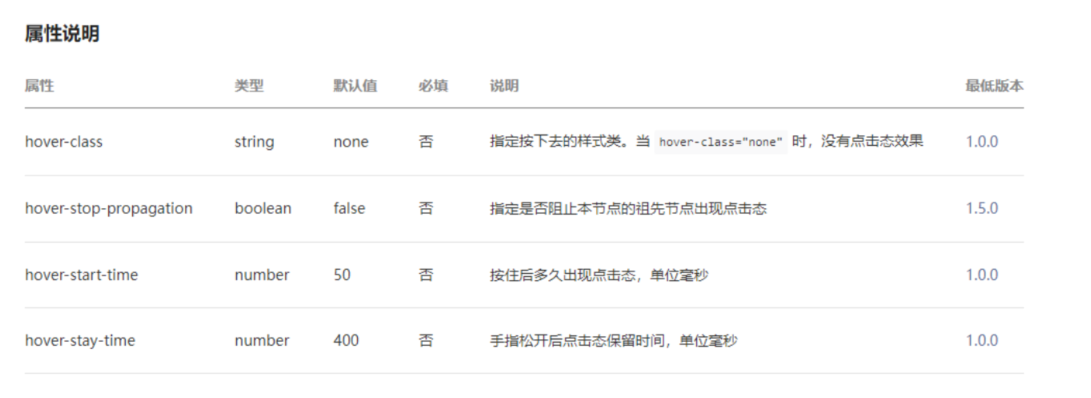 属性说明
属性 类型 默认值 必填 说明 最低版本
hover-class string none 否 指定按下去的样式类。当 hover-class="none" 时，没有点击态效果 1.0.0
hover-stop-propagation boolean false 否 指定是否阻止本节点的祖先节点出现点击态 1.5.0
hover-start-time number 50 否 按住后多久出现点击态，单位毫秒 1.0.0
hover-stay-time number 400 否 手指松开后点击态保留时间，单位毫秒 1.0.0